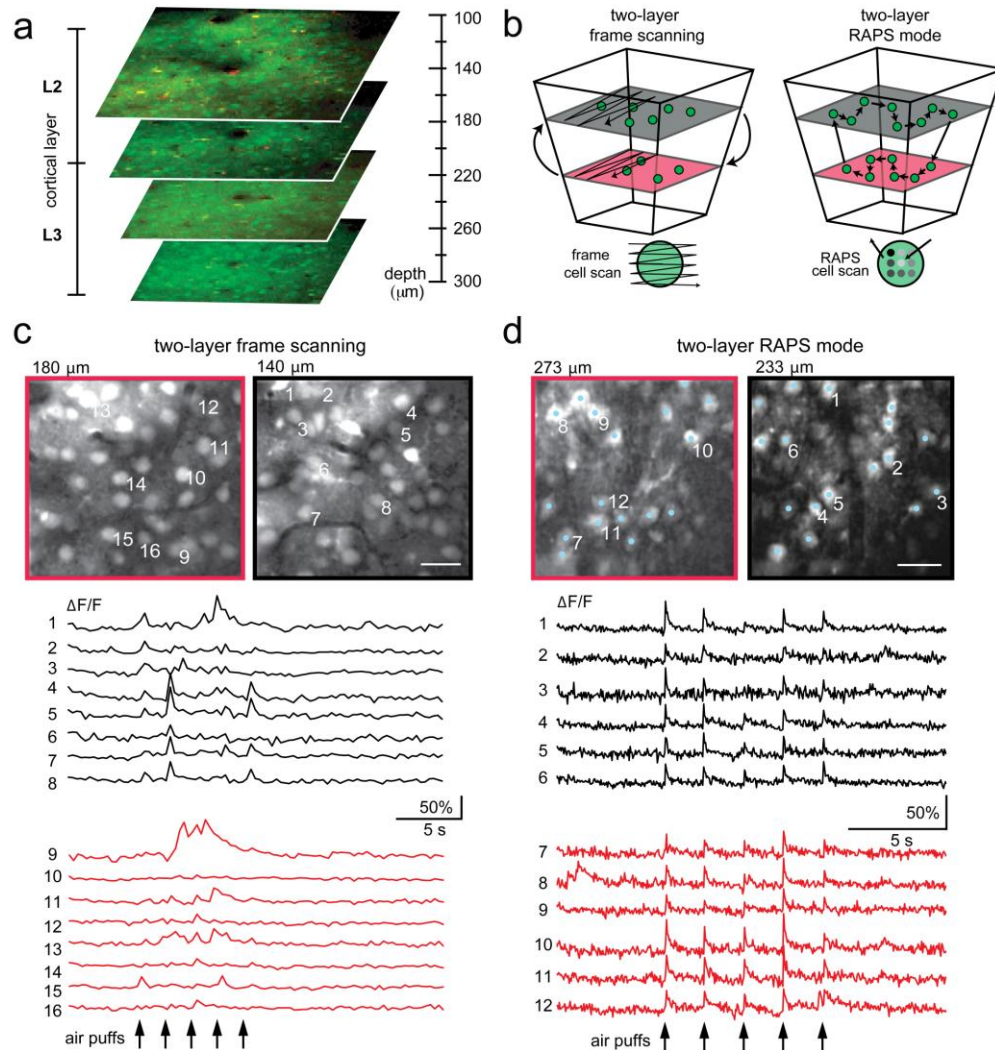 a
L2
cortical layer
L3
100
140
180
220
260
300
depth
(μm)
b
two-layer
frame scanning
two-layer
RAPS mode
frame
cell scan
RAPS
cell scan
c
two-layer frame scanning
180 μm
140 μm
13
12
11
10
14
15
16
9
1
2
3
4
5
6
7
8
ΔF/F
1
2
3
4
5
6
7
8
50%
5 s
9
10
11
12
13
14
15
16
air puffs
d
two-layer RAPS mode
273 μm
233 μm
8
9
10
12
11
7
1
6
2
5
4
3
ΔF/F
1
2
3
4
5
6
50%
5 s
7
8
9
10
11
12
air puffs